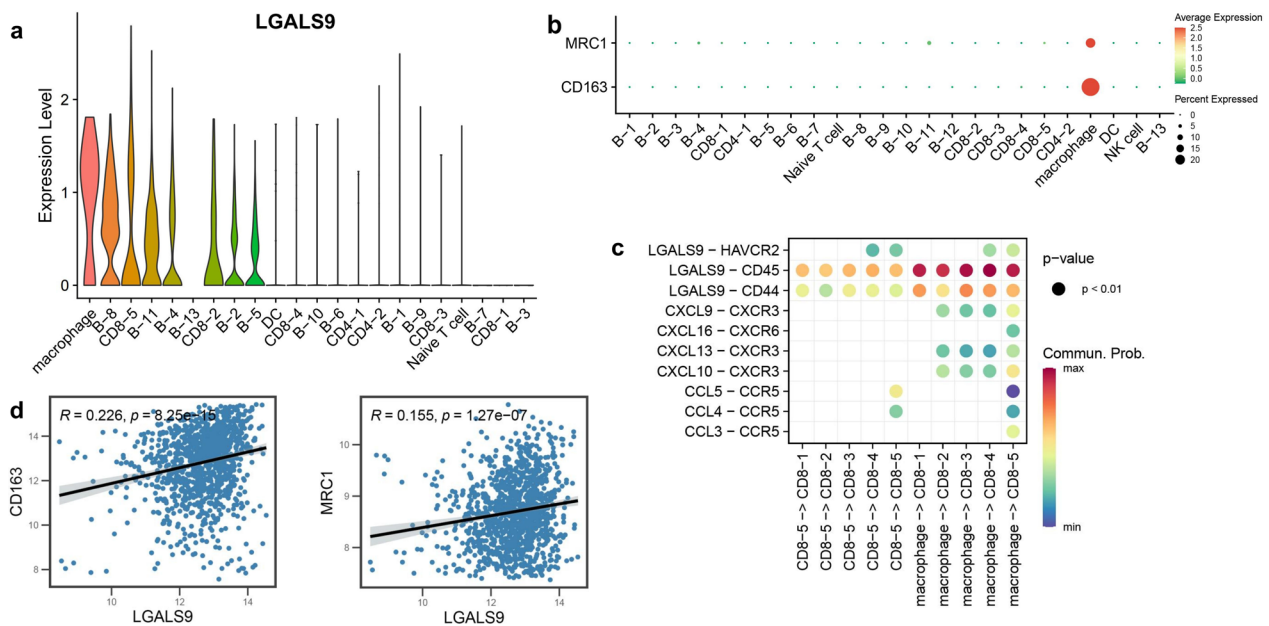 a
LGALS9
Expression Level
2
1
0
macrophage
B-8
CD8-5
B-11
B-4
B-13
CD8-2
B-2
B-5
DC
CD8-4
B-10
B-6
CD4-1
CD4-2
B-1
B-9
CD8-3
Naive T cell
B-7
CD8-1
B-3
b
MRC1
CD163
B-1
B-2
B-3
B-4
CD8-1
CD4-1
B-5
B-6
B-7
Naive T cell
B-8
B-9
B-10
B-11
B-12
CD8-2
CD8-3
CD8-4
CD8-5
CD4-2
macrophage
DC
NK cell
B-13
Average Expression
2.5
2.0
1.5
1.0
0.5
0.0
Percent Expressed
0
5
10
15
20
c
LGALS9 – HAVCR2
LGALS9 – CD45
LGALS9 – CD44
CXCL9 – CXCR3
CXCL16 – CXCR6
CXCL13 – CXCR3
CXCL10 – CXCR3
CCL5 – CCR5
CCL4 – CCR5
CCL3 – CCR5
CD8-5 –> CD8-1
CD8-5 –> CD8-2
CD8-5 –> CD8-3
CD8-5 –> CD8-4
CD8-5 –> CD8-5
macrophage –> CD8-1
macrophage –> CD8-2
macrophage –> CD8-3
macrophage –> CD8-4
macrophage –> CD8-5
p-value
p < 0.01
Commun. Prob.
max
min
d
R = 0.226, p = 8.25e-15
CD163
14
12
10
8
10
12
14
LGALS9
R = 0.155, p = 1.27e-07
MRC1
10
9
8
10
12
14
LGALS9